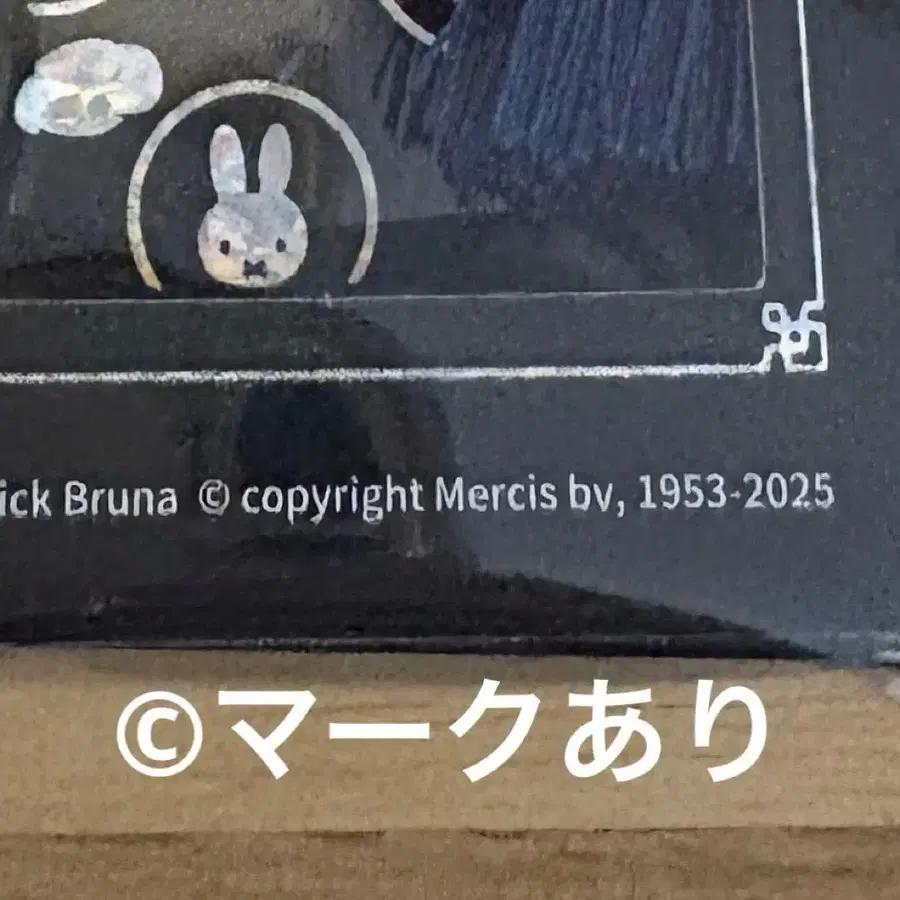 ick Bruna © copyright Mercis bv, 1953-2025
©マークあり